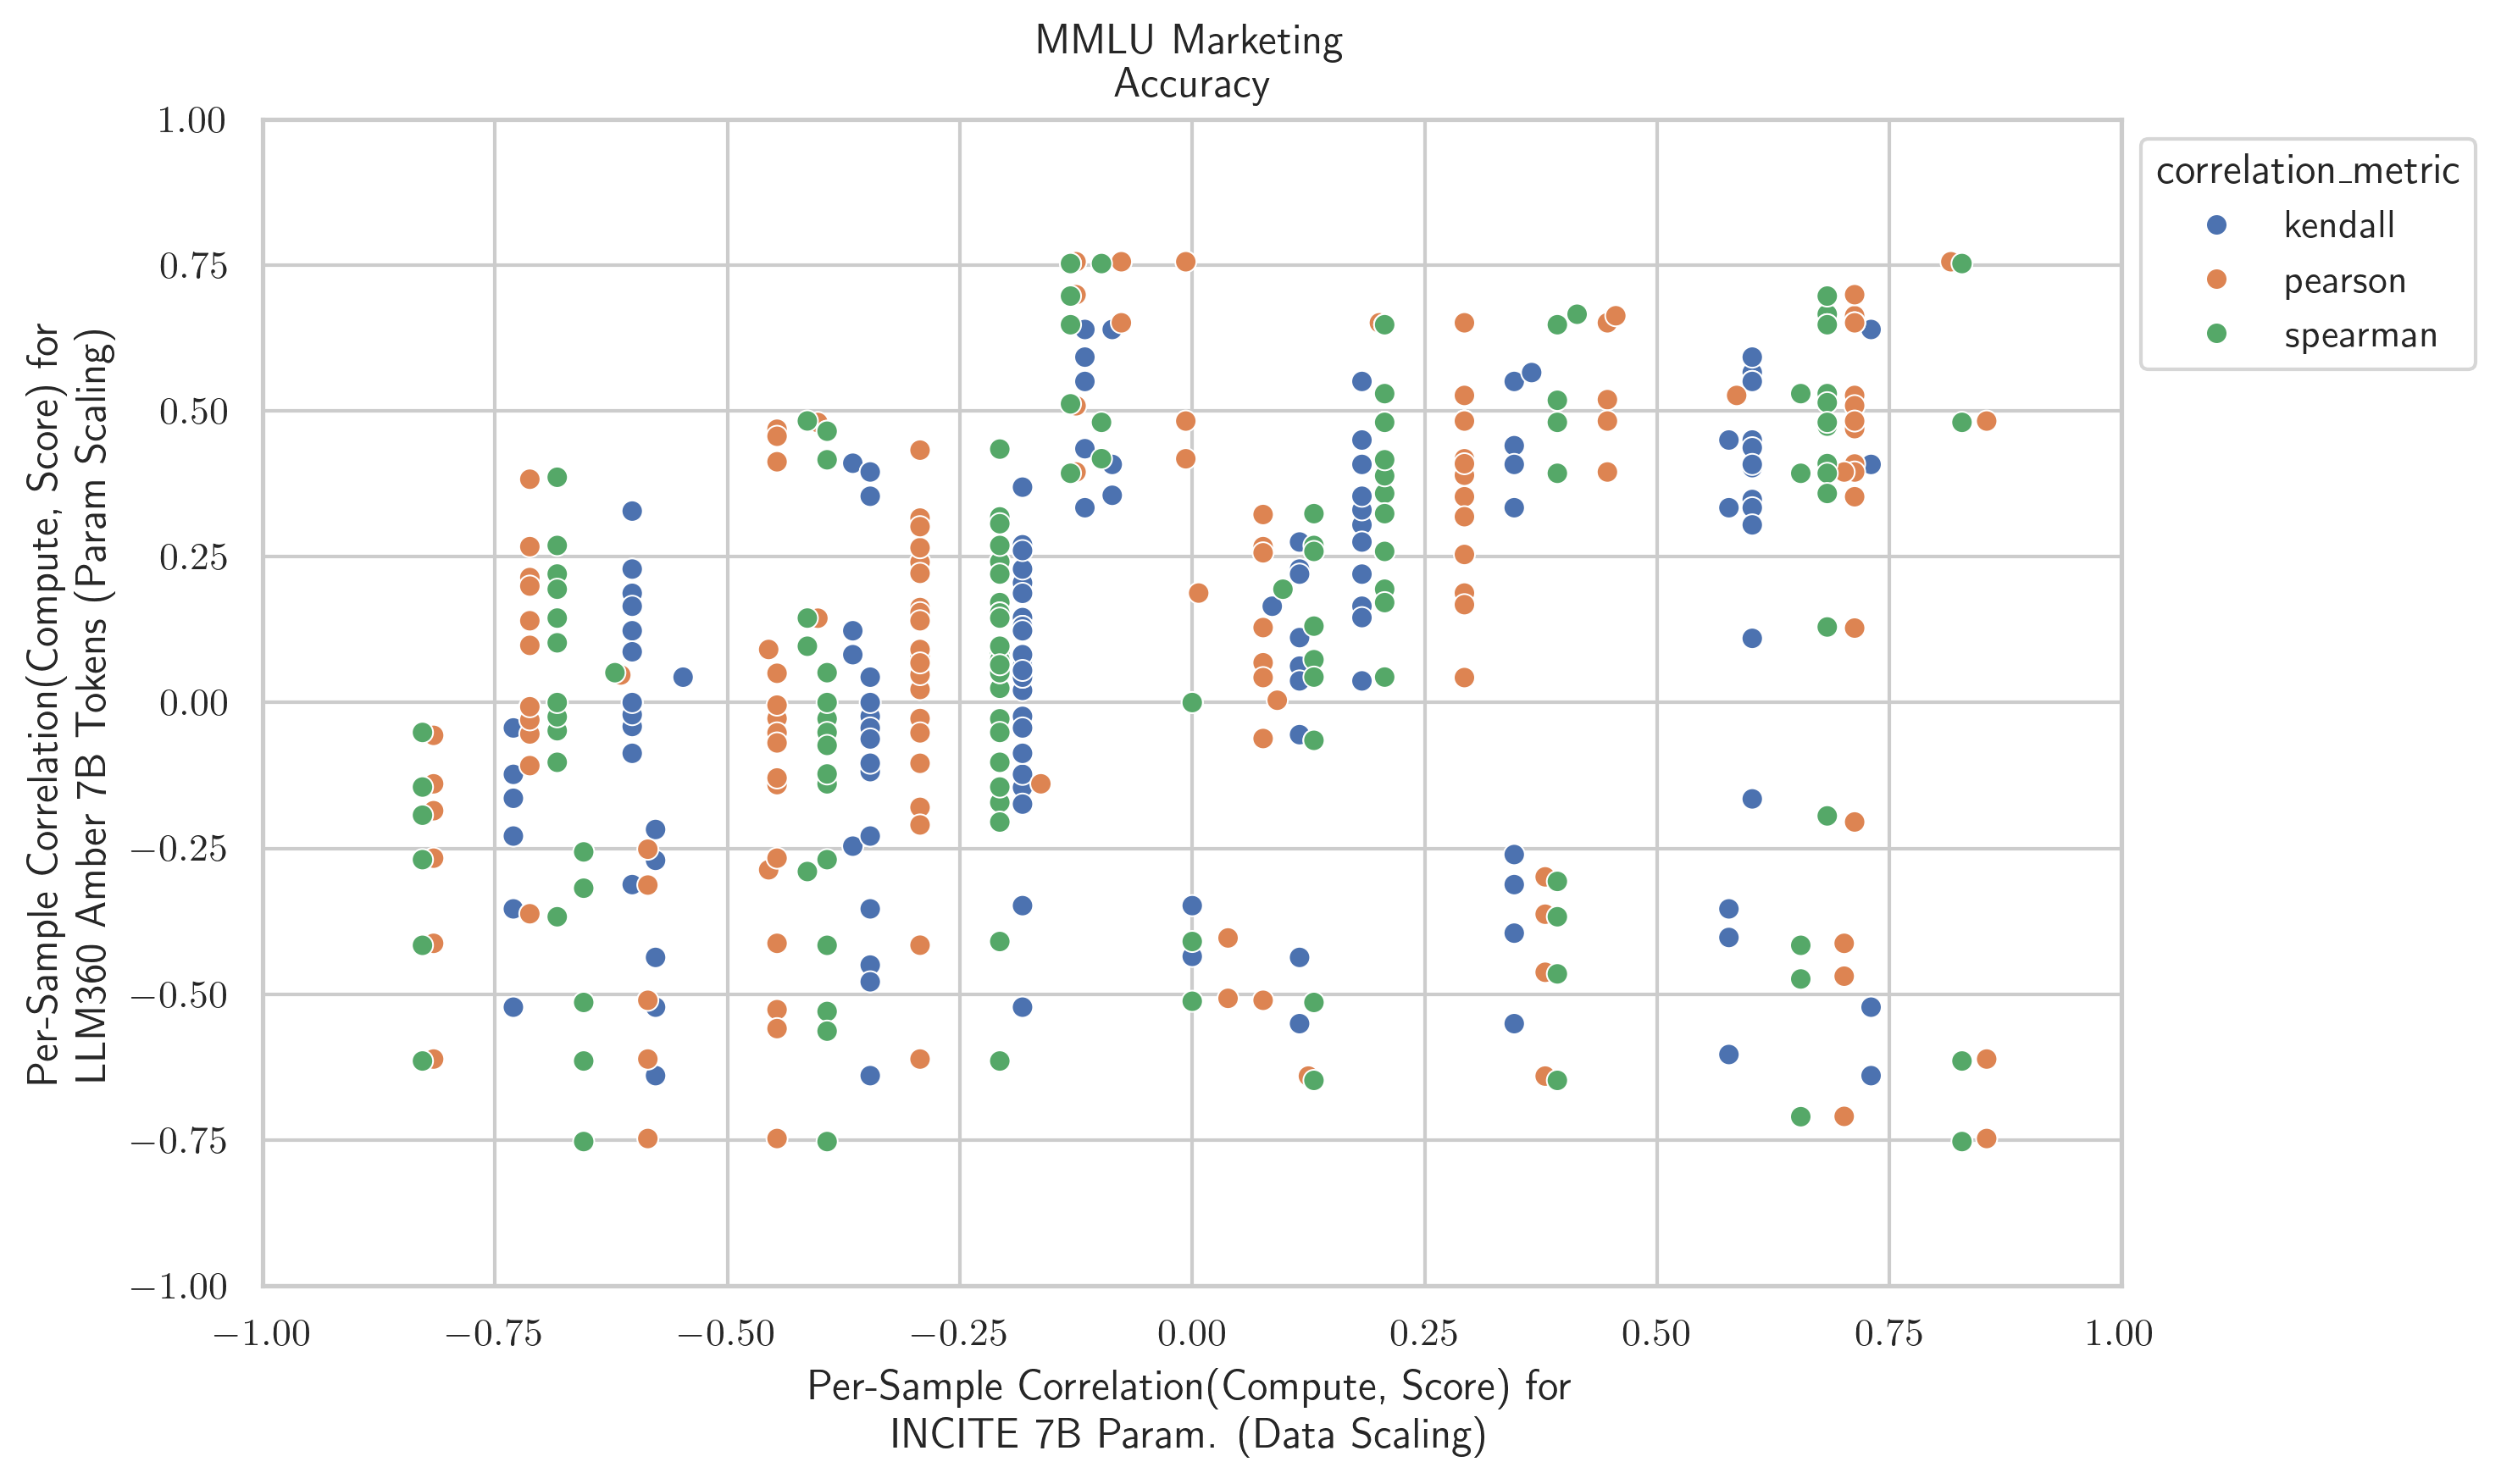 MMLU Marketing
Accuracy
Per-Sample Correlation(Compute, Score) for
LLM360 Amber 7B Tokens (Param Scaling)
1.00
0.75
0.50
0.25
0.00
−0.25
−0.50
−0.75
−1.00
−1.00 −0.75 −0.50 −0.25 0.00 0.25 0.50 0.75 1.00
Per-Sample Correlation(Compute, Score) for
INCITE 7B Param. (Data Scaling)
correlation_metric
kendall
pearson
spearman